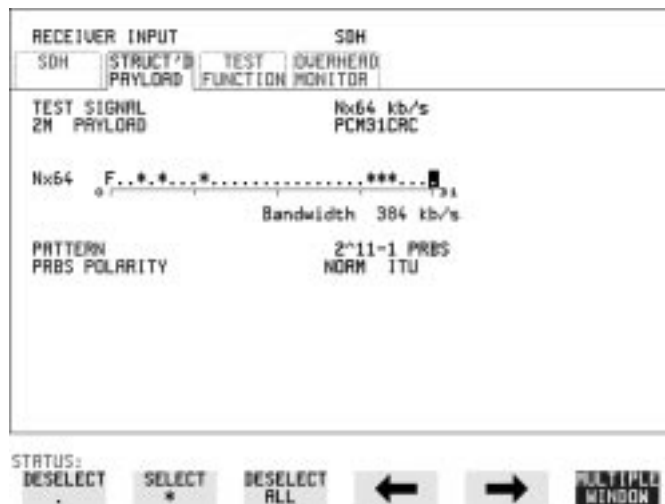 RECEIVER INPUT SDH
SDH STRUCT'D PAYLOAD TEST FUNCTION OVERHEAD MONITOR
TEST SIGNAL Nx64 kb/s
2M PAYLOAD PCM31CRC
Nx64 F..*.*...*................***....
0 31
Bandwidth 384 kb/s
PATTERN 2^11-1 PRBS
PRBS POLARITY NORM ITU
STATUS:
DESELECT . SELECT * DESELECT ALL ← → MULTIPLE WINDOW